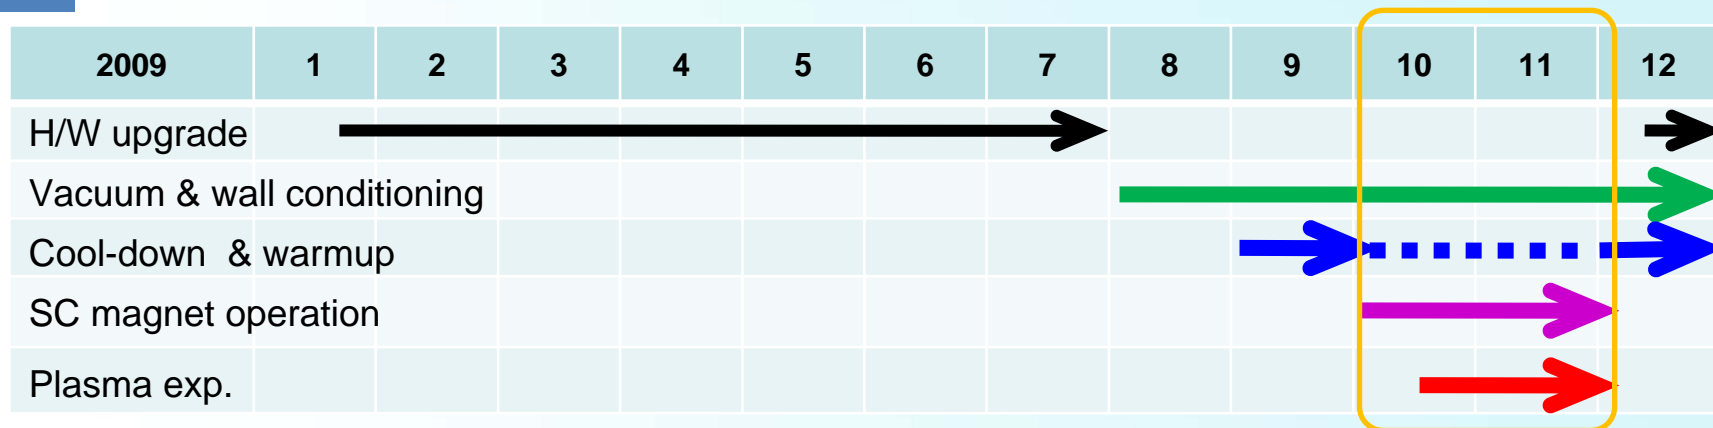 2009 1 2 3 4 5 6 7 8 9 10 11 12
H/W upgrade
Vacuum & wall conditioning
Cool-down & warmup
SC magnet operation
Plasma exp.